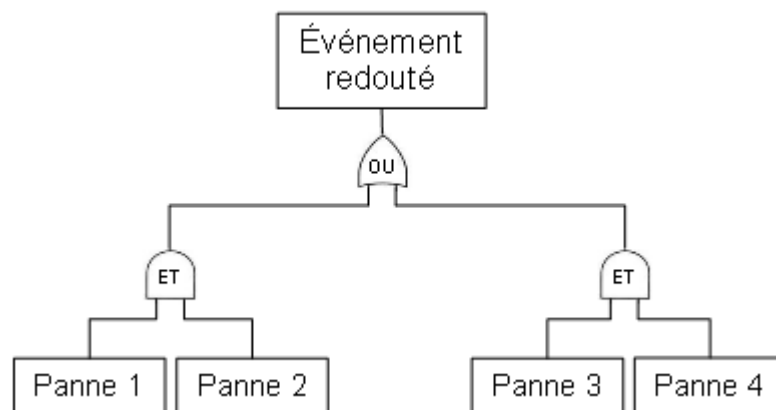 Événement
redouté
OU
ET
ET
Panne 1
Panne 2
Panne 3
Panne 4